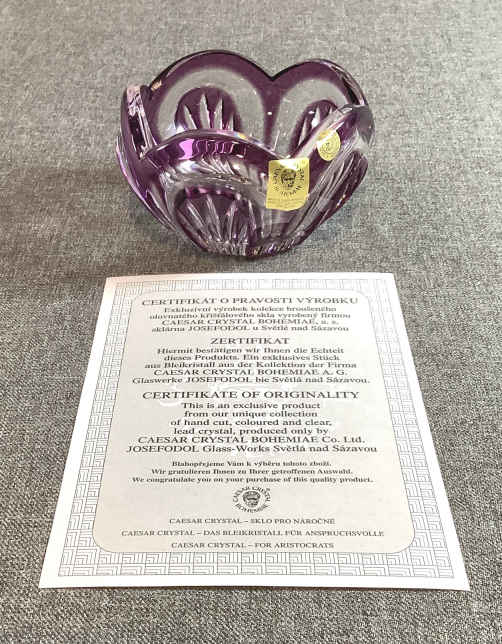 CERTIFIKÁT O PRAVOSTI VÝROBKU
Exkluzivní výrobek kolekce broušeného
olovnatého křišťálového skla vyrobený firmou
CAESAR CRYSTAL BOHEMIAE, a. s.
sklárna JOSEFODOL u Světlé nad Sázavou
ZERTIFIKAT
Hiermit bestätigen wir Ihnen die Echtheit
dieses Produkts. Ein exklusives Stück
aus Bleikristall aus der Kollektion der Firma
CAESAR CRYSTAL BOHEMIAE A. G.
Glaswerke JOSEFODOL bie Světlá nad Sázavou.
CERTIFICATE OF ORIGINALITY
This is an exclusive product
from our unique collection
of hand cut, coloured and clear,
lead crystal, produced only by
CAESAR CRYSTAL BOHEMIAE Co. Ltd.
JOSEFODOL Glass-Works Světlá nad Sázavou
Blahopřejeme Vám k výběru tohoto zboží.
Wir gratulieren Ihnen zu Ihrer getroffenen Auswahl.
We congratulate you on your purchase of this quality product.
CAESAR CRYSTAL
BOHEMIAE
CAESAR CRYSTAL – SKLO PRO NÁROČNÉ
CAESAR CRYSTAL – DAS BLEIKRISTALL FÜR ANSPRUCHSVOLLE
CAESAR CRYSTAL – FOR ARISTOCRATS